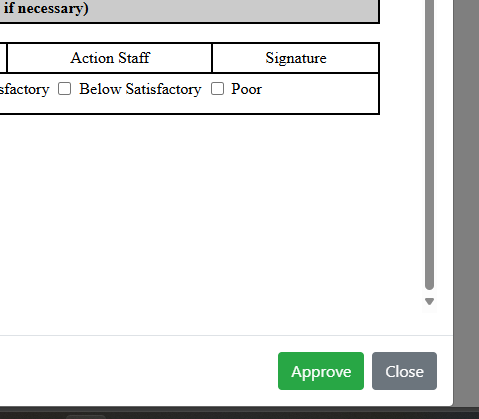 if necessary)
Action Staff Signature
sfactory Below Satisfactory Poor
Approve Close